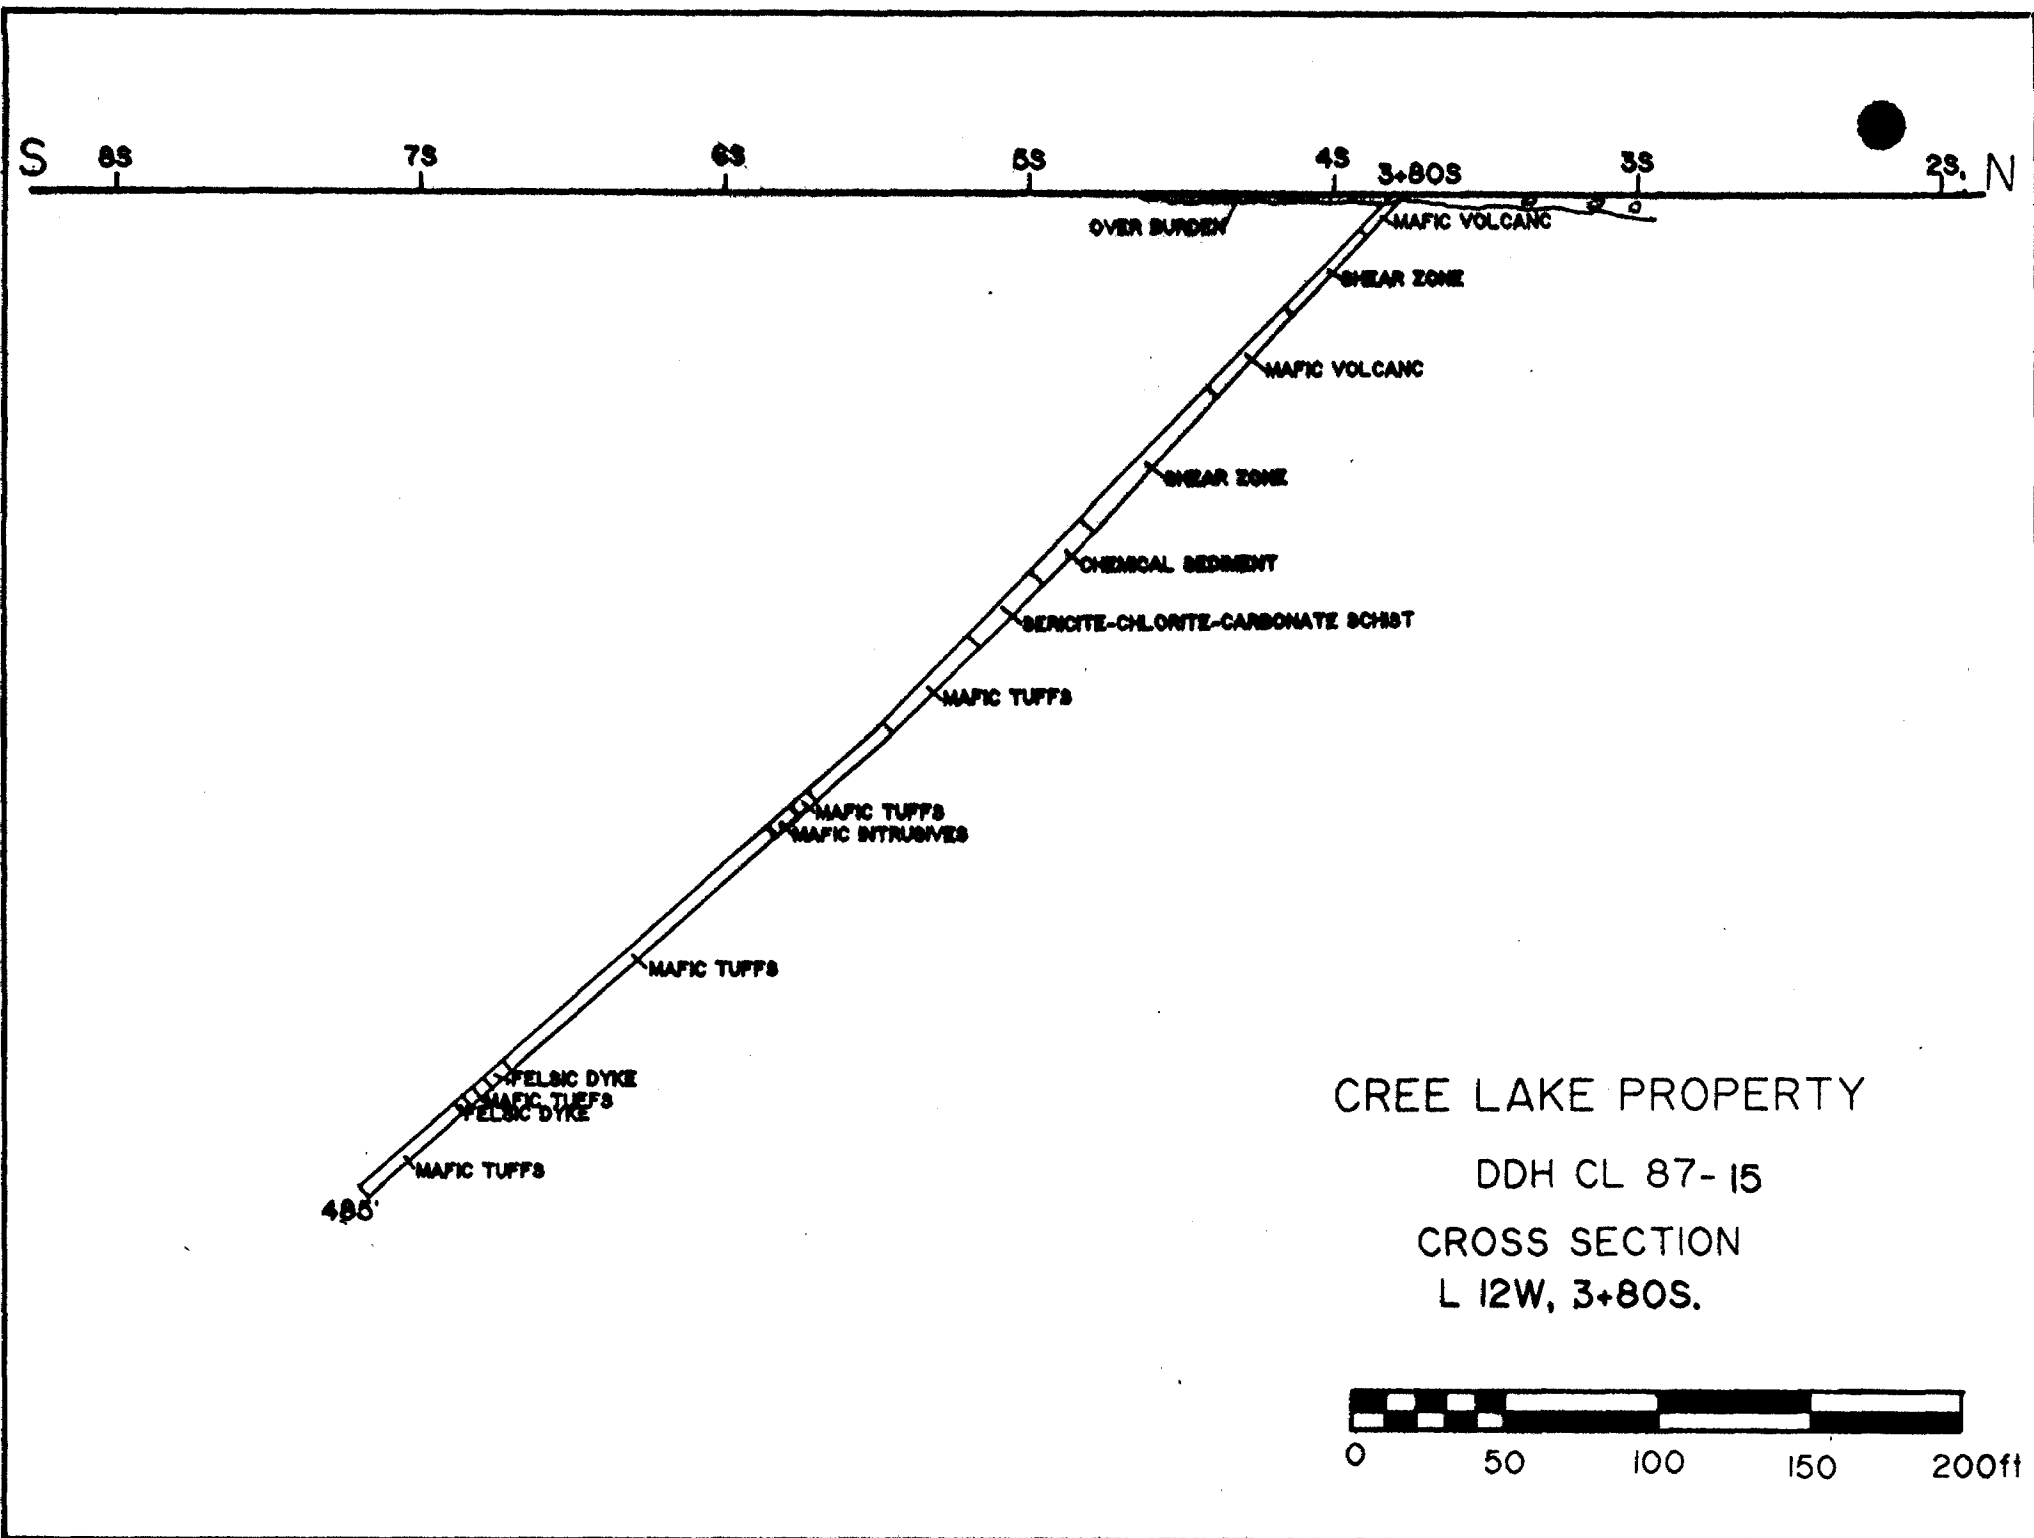 S 8S 7S 6S 5S 4S 3+80S 3S 2S. N
OVER BURDEN
MAFIC VOLCANC
SHEAR ZONE
MAFIC VOLCANC
SHEAR ZONE
CHEMICAL SEDIMENT
SERICITE-CHLORITE-CARBONATE SCHIST
MAFIC TUFFS
MAFIC TUFFS
MAFIC INTRUSIVES
MAFIC TUFFS
FELSIC DYKE
MAFIC TUFFS
FELSIC DYKE
MAFIC TUFFS
485'
CREE LAKE PROPERTY
DDH CL 87-15
CROSS SECTION
L 12W, 3+80S.
0 50 100 150 200ft